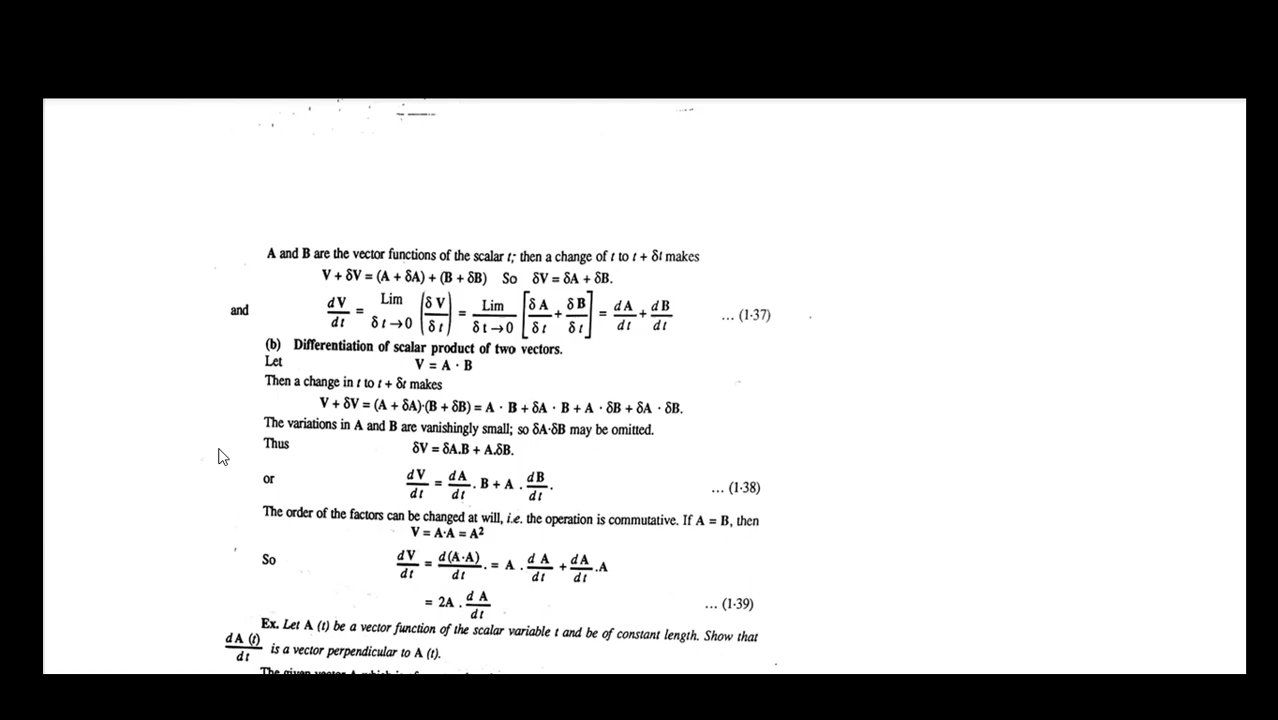 A and B are the vector functions of the scalar t; then a change of t to t + δt makes
V + δV = (A + δA) + (B + δB) So δV = δA + δB.
and dV/dt = Lim δt→0 (δV/δt) = Lim δt→0 [δA/δt + δB/δt] = dA/dt + dB/dt ... (1·37)
(b) Differentiation of scalar product of two vectors.
Let V = A · B
Then a change in t to t + δt makes
V + δV = (A + δA)·(B + δB) = A · B + δA · B + A · δB + δA · δB.
The variations in A and B are vanishingly small; so δA·δB may be omitted.
Thus δV = δA.B + A.δB.
or dV/dt = dA/dt . B + A . dB/dt. ... (1·38)
The order of the factors can be changed at will, i.e. the operation is commutative. If A = B, then
V = A·A = A²
So dV/dt = d(A·A)/dt . = A . dA/dt + dA/dt .A
= 2A . dA/dt ... (1·39)
Ex. Let A (t) be a vector function of the scalar variable t and be of constant length. Show that
dA (t)/dt is a vector perpendicular to A (t).
The given vector A which is of